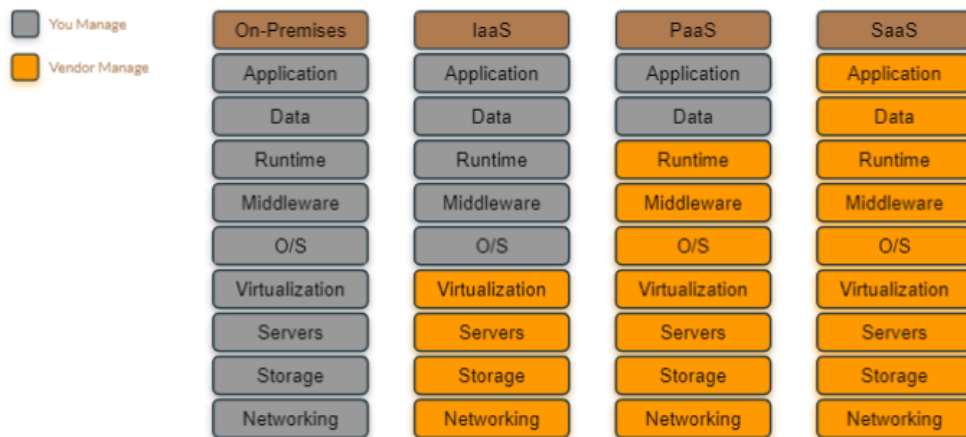 You Manage
Vendor Manage
On-Premises IaaS PaaS SaaS
Application Application Application Application
Data Data Data Data
Runtime Runtime Runtime Runtime
Middleware Middleware Middleware Middleware
O/S O/S O/S O/S
Virtualization Virtualization Virtualization Virtualization
Servers Servers Servers Servers
Storage Storage Storage Storage
Networking Networking Networking Networking